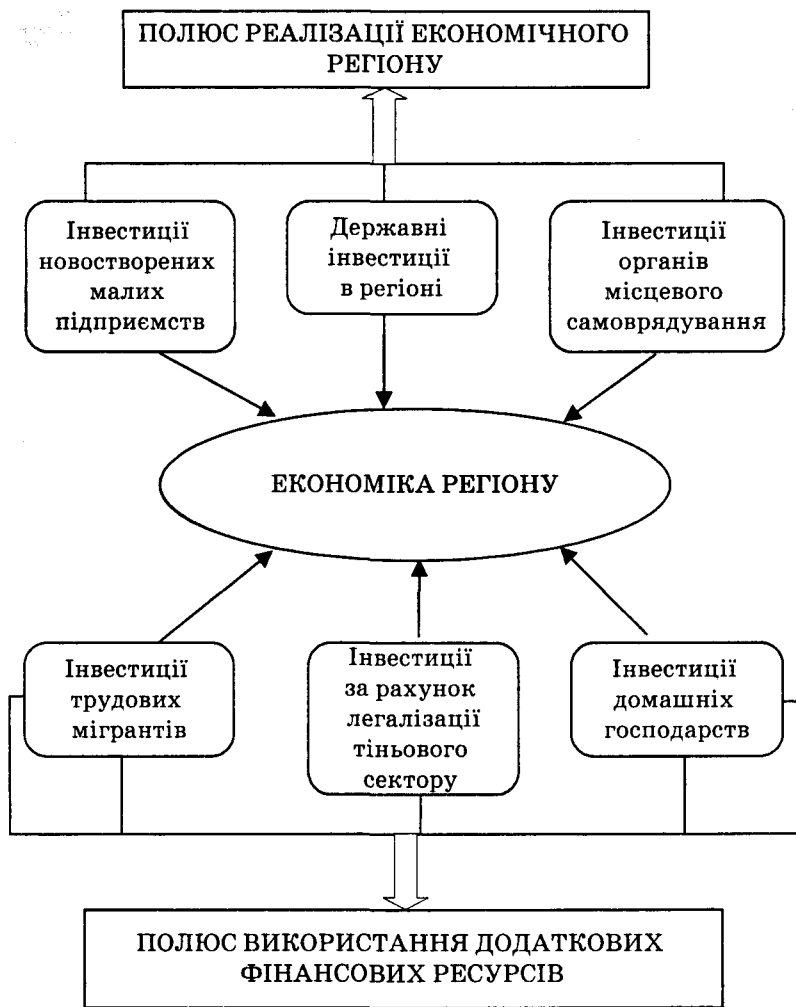 ПОЛЮС РЕАЛІЗАЦІЇ ЕКОНОМІЧНОГО
РЕГІОНУ
Інвестиції
новостворених
малих
підприємств
Державні
інвестиції
в регіоні
Інвестиції
органів
місцевого
самоврядування
ЕКОНОМІКА РЕГІОНУ
Інвестиції
трудових
мігрантів
Інвестиції
за рахунок
легалізації
тіньового
сектору
Інвестиції
домашніх
господарств
ПОЛЮС ВИКОРИСТАННЯ ДОДАТКОВИХ
ФІНАНСОВИХ РЕСУРСІВ